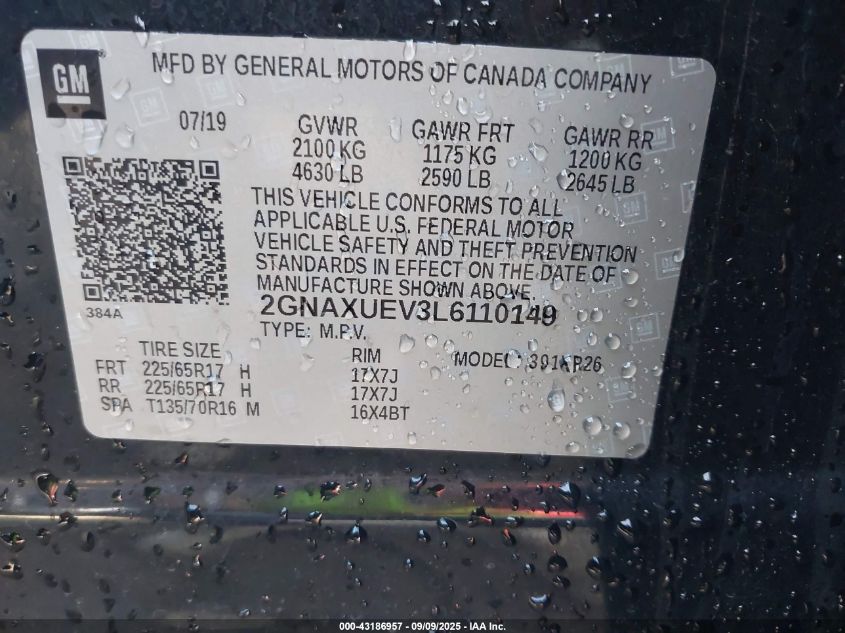 GM
MFD BY GENERAL MOTORS OF CANADA COMPANY
07/19
GVWR
2100 KG
4630 LB
GAWR FRT
1175 KG
2590 LB
GAWR RR
1200 KG
2645 LB
THIS VEHICLE CONFORMS TO ALL
APPLICABLE U.S. FEDERAL MOTOR
VEHICLE SAFETY AND THEFT PREVENTION
STANDARDS IN EFFECT ON THE DATE OF
MANUFACTURE SHOWN ABOVE.
384A
2GNAXUEV3L6110149
TYPE: M.P.V.
TIRE SIZE RIM MODEL:
FRT 225/65R17 H 17X7J
RR 225/65R17 H 17X7J
SPA T135/70R16 M 16X4BT
000-43186957 - 09/09/2025 - IAA Inc.